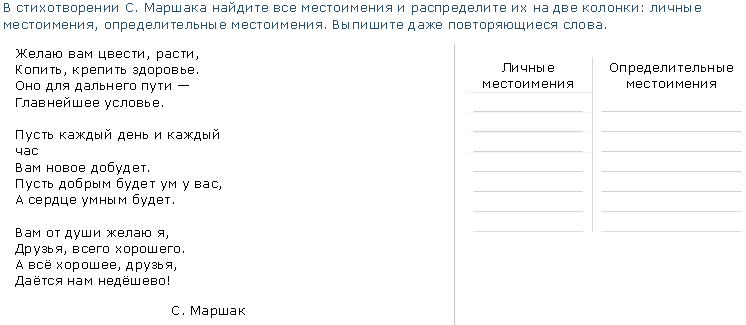 В стихотворении С. Маршака найдите все местоимения и распределите их на две колонки: личные
местоимения, определительные местоимения. Выпишите даже повторяющиеся слова.
Желаю вам цвести, расти,
Копить, крепить здоровье.
Оно для дальнего пути —
Главнейшее условье.
Пусть каждый день и каждый
час
Вам новое добудет.
Пусть добрым будет ум у вас,
А сердце умным будет.
Вам от души желаю я,
Друзья, всего хорошего.
А всё хорошее, друзья,
Даётся нам недёшево!
С. Маршак
Личные
местоимения
Определительные
местоимения